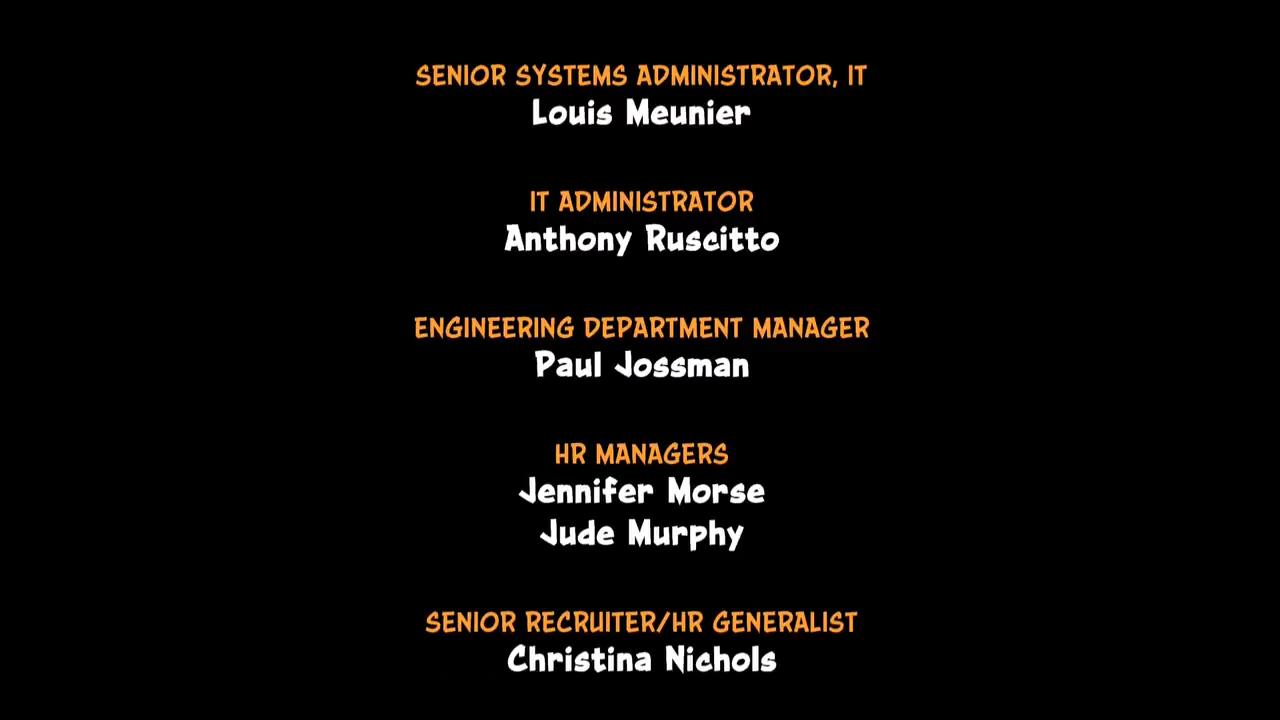 SENIOR SYSTEMS ADMINISTRATOR, IT
Louis Meunier
IT ADMINISTRATOR
Anthony Ruscitto
ENGINEERING DEPARTMENT MANAGER
Paul Jossman
HR MANAGERS
Jennifer Morse
Jude Murphy
SENIOR RECRUITER/HR GENERALIST
Christina Nichols